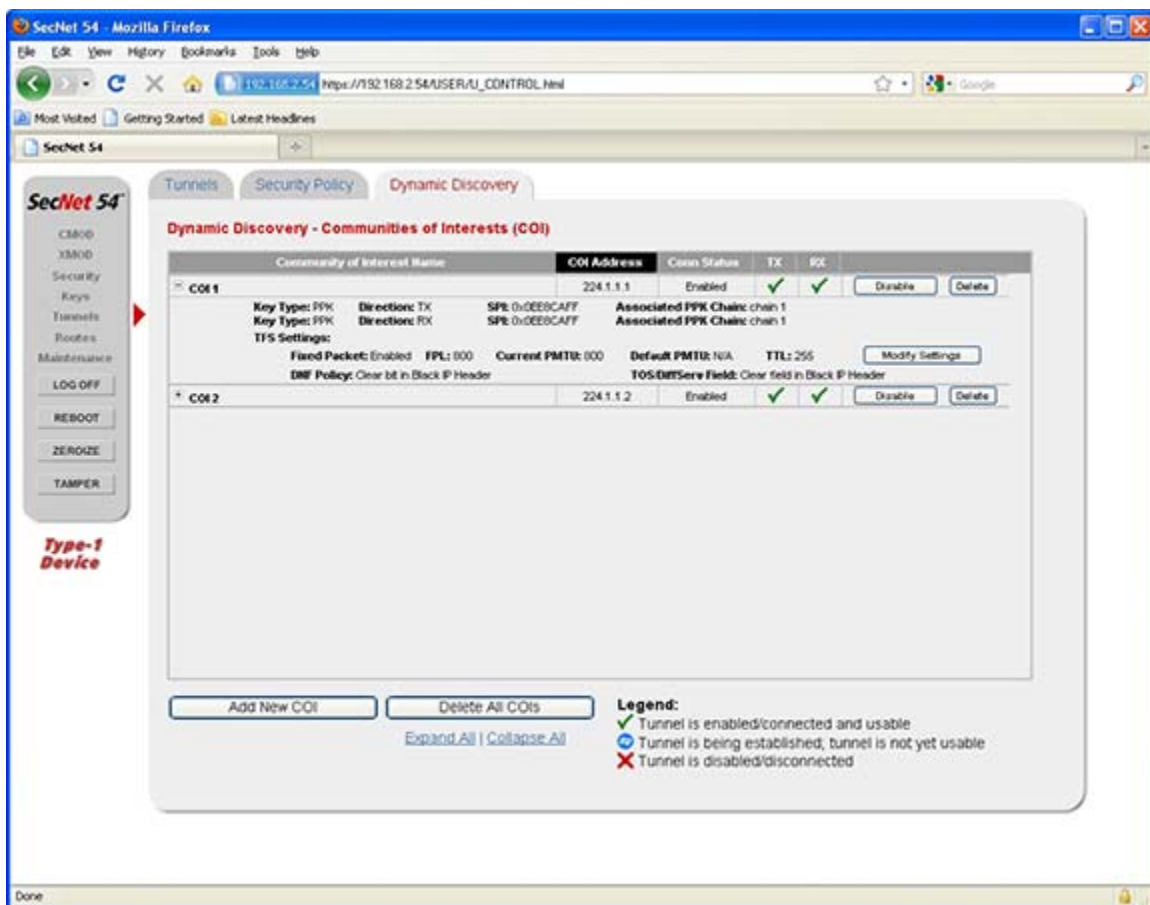 SecNet 54 - Mozilla Firefox
File Edit View History Bookmarks Tools Help
192.168.2.54 https://192.168.2.54/USER/U_CONTROL.html Google
Most Visited Getting Started Latest Headlines
SecNet 54
SecNet 54
CMOD
XMOD
Security
Keys
Tunnels
Routes
Maintenance
LOG OFF
REBOOT
ZEROIZE
TAMPER
Type-1
Device
Tunnels Security Policy Dynamic Discovery
Dynamic Discovery - Communities of Interests (COI)
Community of Interest Name COI Address Conn Status TX RX
COI 1 224.1.1.1 Enabled Disable Delete
Key Type: PPK Direction: TX SPI: 0x0EE8CAFF Associated PPK Chain: chain 1
Key Type: PPK Direction: RX SPI: 0x0EE8CAFF Associated PPK Chain: chain 1
TFS Settings:
Fixed Packet: Enabled FPL: 800 Current PMTU: 800 Default PMTU: N/A TTL: 255 Modify Settings
DNF Policy: Clear bit in Black IP Header TOS/DiffServ Field: Clear field in Black IP Header
COI 2 224.1.1.2 Enabled Disable Delete
Add New COI Delete All COIs
Expand All | Collapse All
Legend:
Tunnel is enabled/connected and usable
Tunnel is being established; tunnel is not yet usable
Tunnel is disabled/disconnected
Done